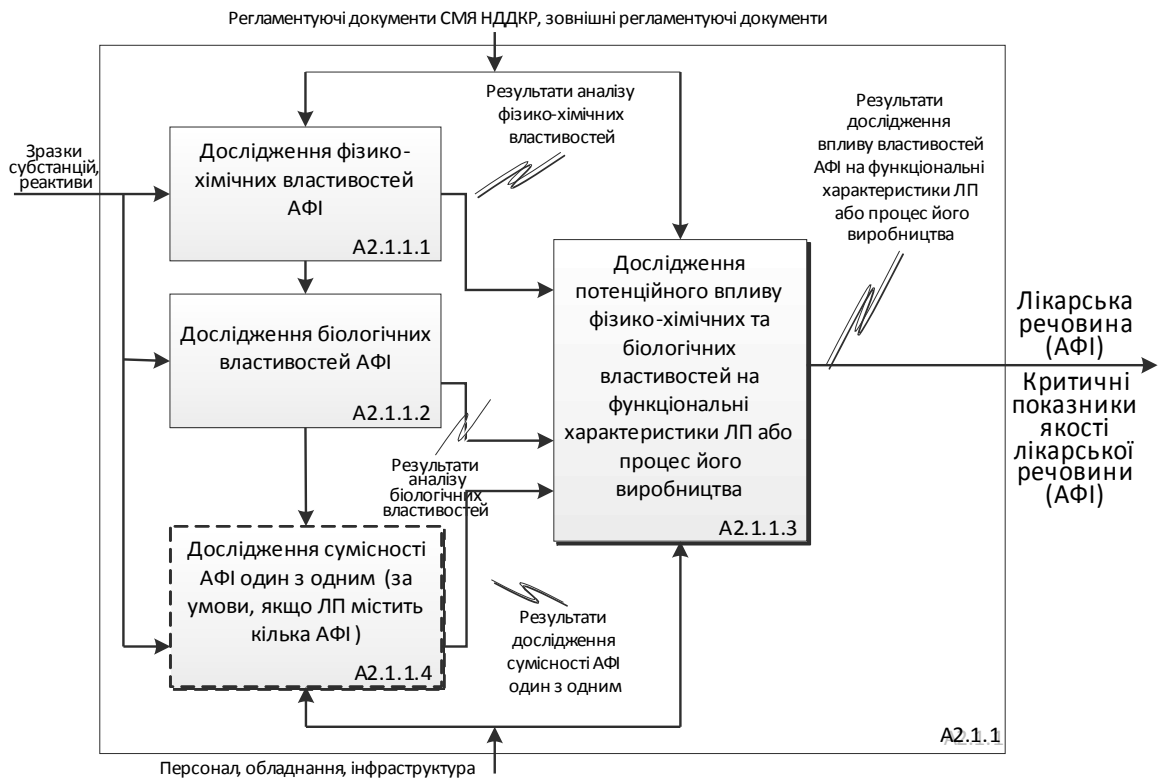 Регламентуючі документи СМЯ НДДКР, зовнішні регламентуючі документи
Результати аналізу
фізико-хімічних
властивостей
Результати
дослідження
впливу властивостей
АФІ на функціональні
характеристики ЛП
або процес його
виробництва
Зразки
субстанцій,
реактиви
Дослідження фізико-
хімічних властивостей
АФІ
А2.1.1.1
Дослідження біологічних
властивостей АФІ
А2.1.1.2
Результати
аналізу
біологічних
властивостей
Дослідження сумісності
АФІ один з одним (за
умови, якщо ЛП містить
кілька АФІ )
А2.1.1.4
Дослідження
потенційного впливу
фізико-хімічних та
біологічних
властивостей на
функціональні
характеристики ЛП або
процес його
виробництва
А2.1.1.3
Результати
дослідження
сумісності АФІ
один з одним
Лікарська
речовина
(АФІ)
Критичні
показники
якості
лікарської
речовини
(АФІ)
А2.1.1
А2.1.1
Персонал, обладнання, інфраструктура